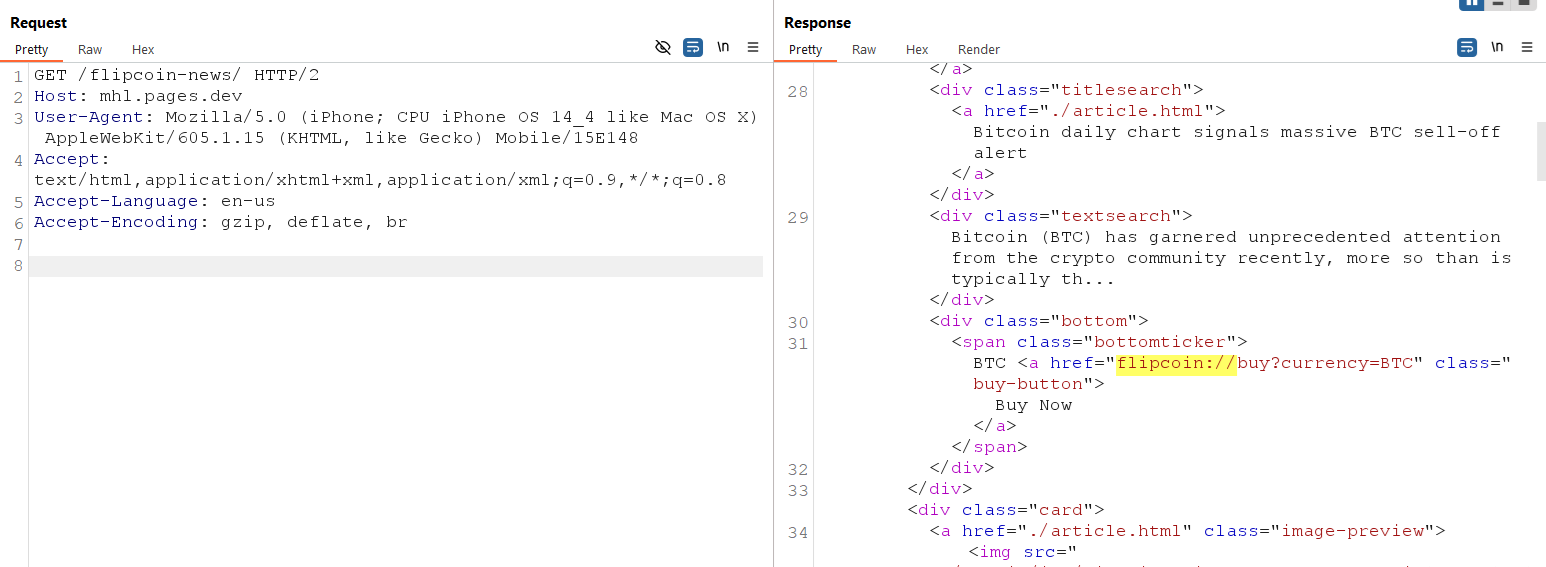 Request
Pretty Raw Hex \n
1 GET /flipcoin-news/ HTTP/2
2 Host: mhl.pages.dev
3 User-Agent: Mozilla/5.0 (iPhone; CPU iPhone OS 14_4 like Mac OS X)
AppleWebKit/605.1.15 (KHTML, like Gecko) Mobile/15E148
4 Accept:
text/html,application/xhtml+xml,application/xml;q=0.9,*/*;q=0.8
5 Accept-Language: en-us
6 Accept-Encoding: gzip, deflate, br
7
8
Response
Pretty Raw Hex Render \n
</a>
28 <div class="titlesearch">
<a href="./article.html">
Bitcoin daily chart signals massive BTC sell-off
alert
</a>
</div>
29 <div class="textsearch">
Bitcoin (BTC) has garnered unprecedented attention
from the crypto community recently, more so than is
typically th...
</div>
30 <div class="bottom">
31 <span class="bottomticker">
BTC <a href="flipcoin://buy?currency=BTC" class="
buy-button">
Buy Now
</a>
</span>
32 </div>
33 </div>
<div class="card">
34 <a href="./article.html" class="image-preview">
<img src="